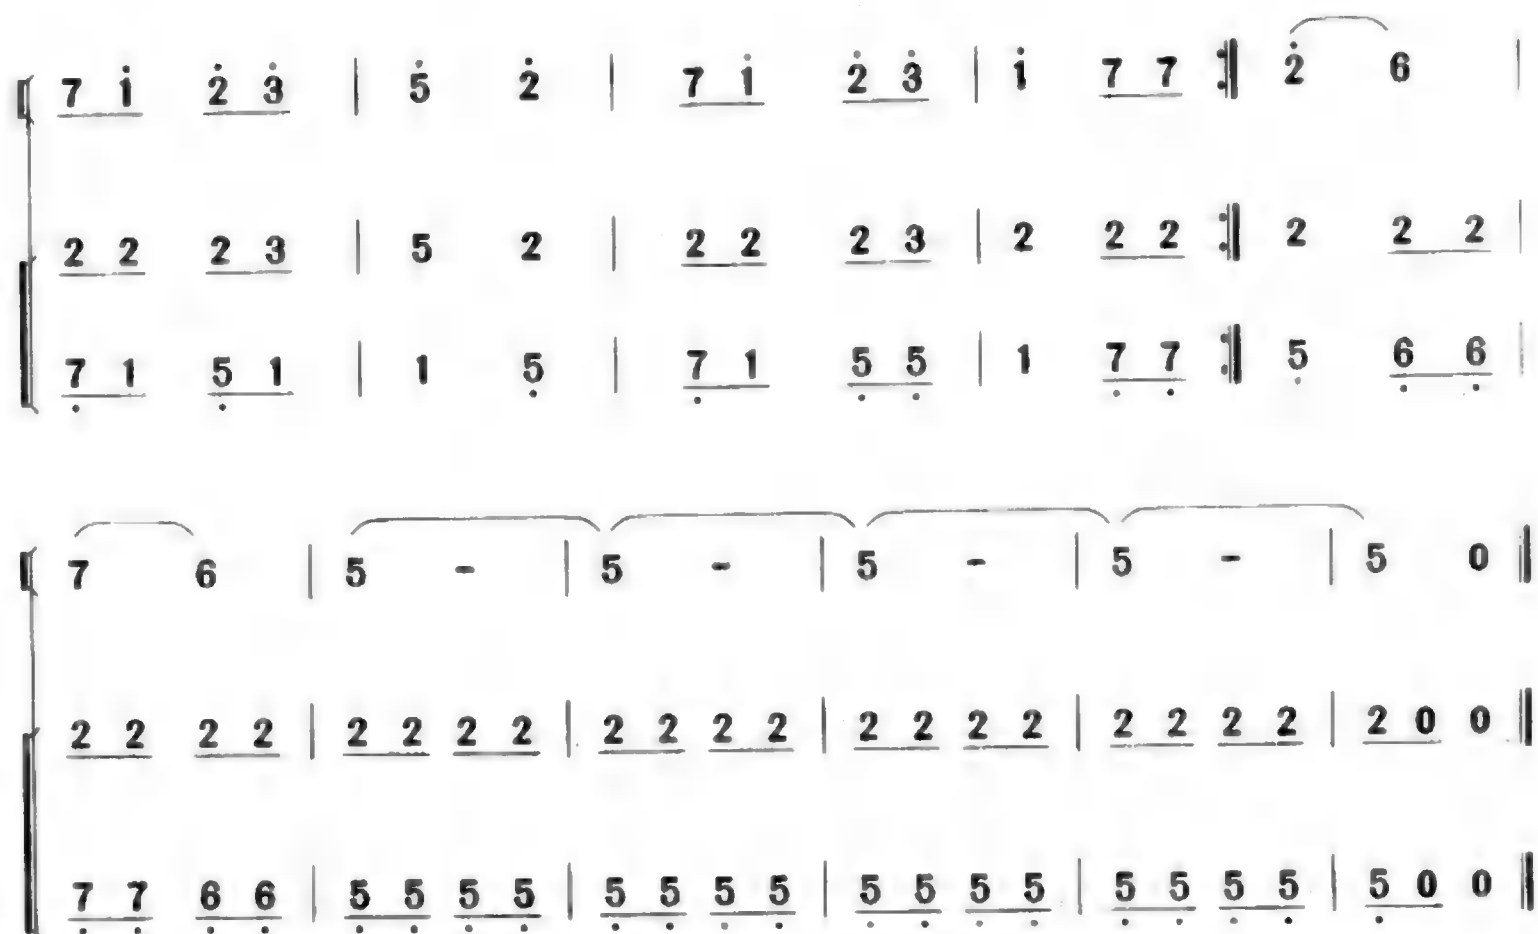 7 i̇ 2̇ 3̇ | 5̇ 2̇ | 7 i̇ 2̇ 3̇ | i̇ 7 7 :‖ 2̇ 6 |
2 2 2 3 | 5 2 | 2 2 2 3 | 2 2 2 :‖ 2 2 2 |
7̣ 1 5̣ 1 | 1 5̣ | 7̣ 1 5̣ 5̣ | 1 7̣ 7̣ :‖ 5̣ 6̣ 6̣ |
7 6 | 5 - | 5 - | 5 - | 5 - | 5 0 ‖
2 2 2 2 | 2 2 2 2 | 2 2 2 2 | 2 2 2 2 | 2 2 2 2 | 2 0 0 ‖
7̣ 7̣ 6̣ 6̣ | 5̣ 5̣ 5̣ 5̣ | 5̣ 5̣ 5̣ 5̣ | 5̣ 5̣ 5̣ 5̣ | 5̣ 5̣ 5̣ 5̣ | 5̣ 0 0 ‖